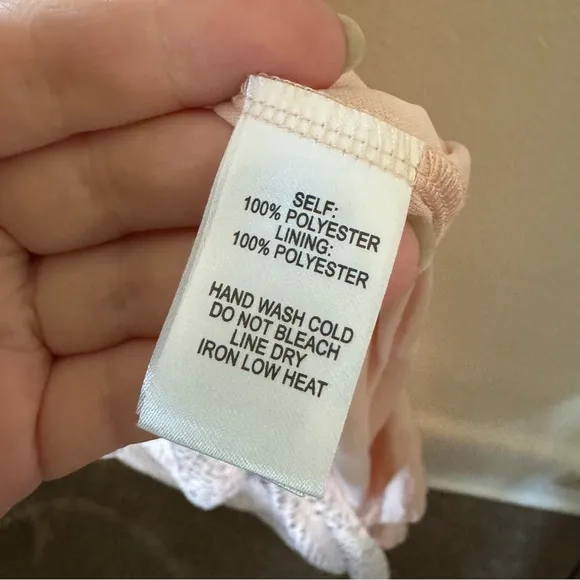 SELF:
100% POLYESTER
LINING:
100% POLYESTER
HAND WASH COLD
DO NOT BLEACH
LINE DRY
IRON LOW HEAT